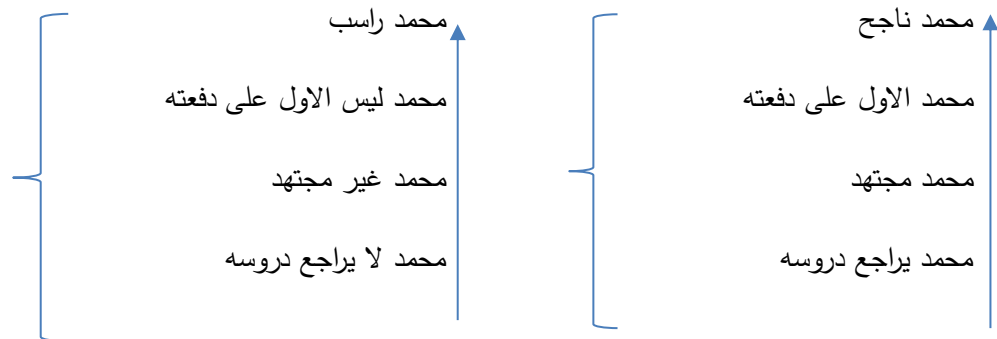 محمد ناجح
محمد الاول على دفعته
محمد مجتهد
محمد يراجع دروسه
محمد راسب
محمد ليس الاول على دفعته
محمد غير مجتهد
محمد لا يراجع دروسه